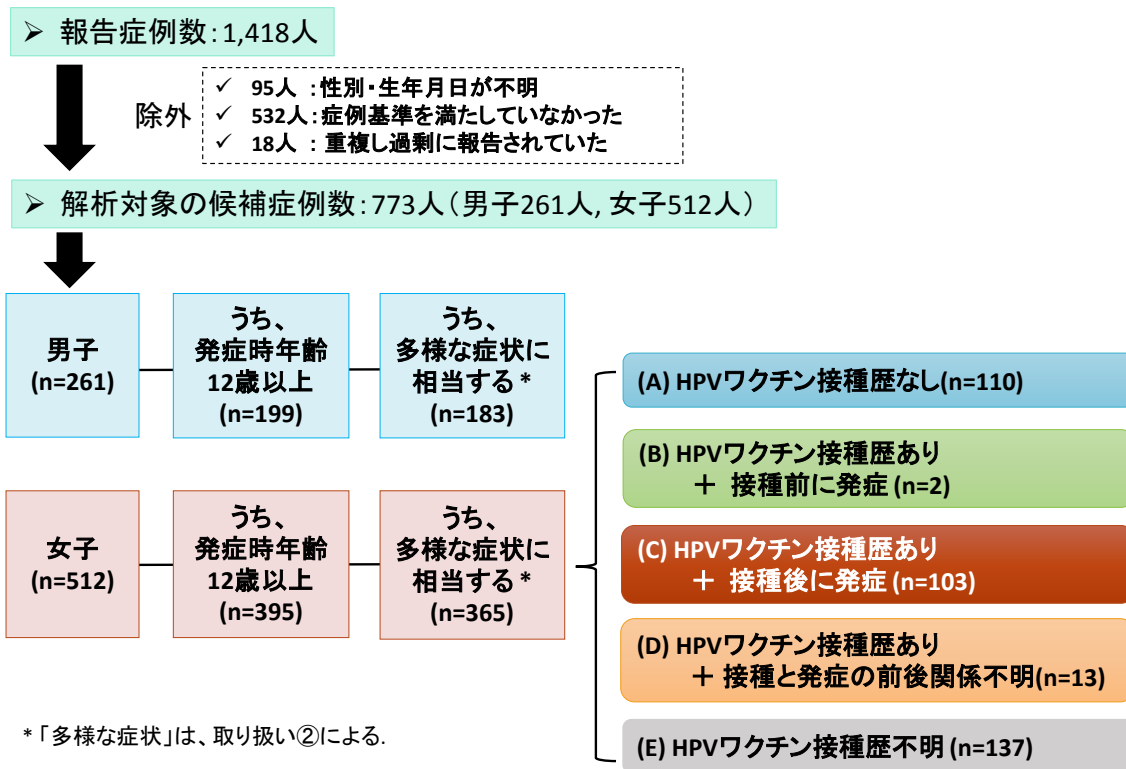 ➢ 報告症例数：1,418人
除外
✓ 95人 ：性別・生年月日が不明
✓ 532人：症例基準を満たしていなかった
✓ 18人 ： 重複し過剰に報告されていた
➢ 解析対象の候補症例数：773人（男子261人, 女子512人）
男子
(n=261)
うち、
発症時年齢
12歳以上
(n=199)
うち、
多様な症状に
相当する*
(n=183)
女子
(n=512)
うち、
発症時年齢
12歳以上
(n=395)
うち、
多様な症状に
相当する*
(n=365)
(A) HPVワクチン接種歴なし(n=110)
(B) HPVワクチン接種歴あり
＋ 接種前に発症 (n=2)
(C) HPVワクチン接種歴あり
＋ 接種後に発症 (n=103)
(D) HPVワクチン接種歴あり
＋ 接種と発症の前後関係不明(n=13)
(E) HPVワクチン接種歴不明 (n=137)
* 「多様な症状」は、取り扱い②による.